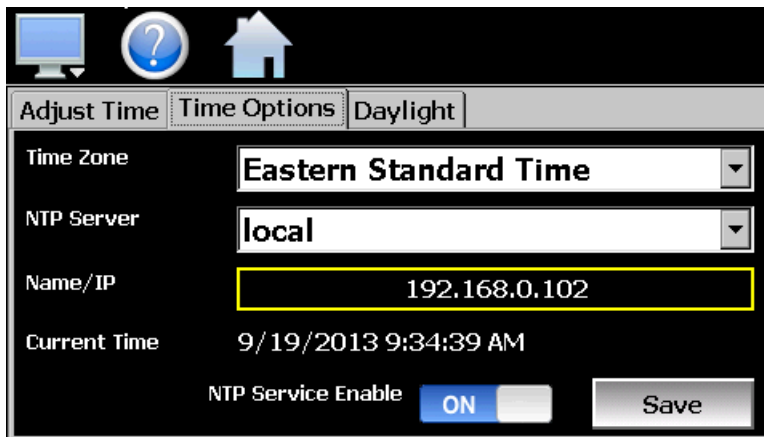 ?
Adjust Time Time Options Daylight
Time Zone Eastern Standard Time
NTP Server local
Name/IP 192.168.0.102
Current Time 9/19/2013 9:34:39 AM
NTP Service Enable ON Save